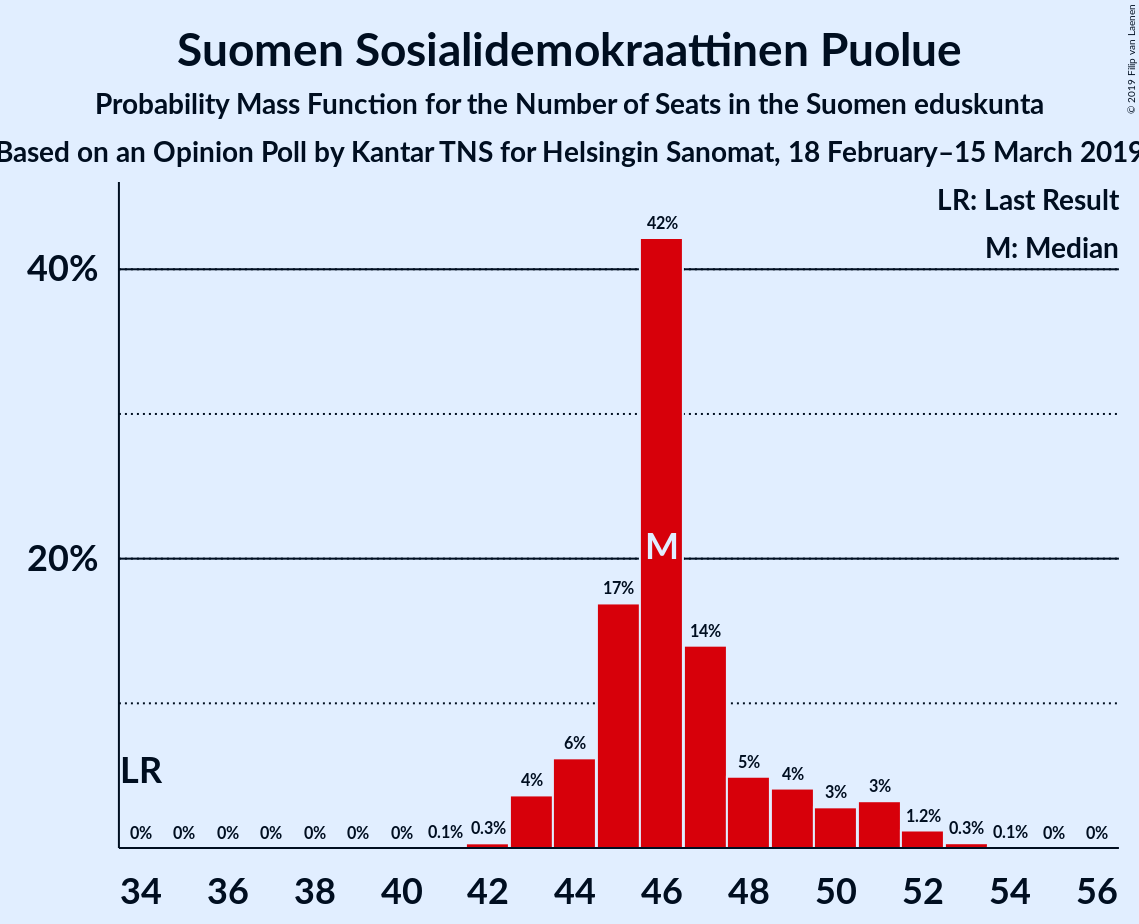 Suomen Sosialidemokraattinen Puolue
Probability Mass Function for the Number of Seats in the Suomen eduskunta
Based on an Opinion Poll by Kantar TNS for Helsingin Sanomat, 18 February–15 March 2019
© 2019 Filip van Laenen
LR: Last Result
M: Median
40%
20%
42%
M
17%
14%
6%
4%
5%
4%
3%
3%
1.2%
LR
0% 0% 0% 0% 0% 0% 0% 0.1% 0.3% 0.3% 0.1% 0% 0%
34 36 38 40 42 44 46 48 50 52 54 56